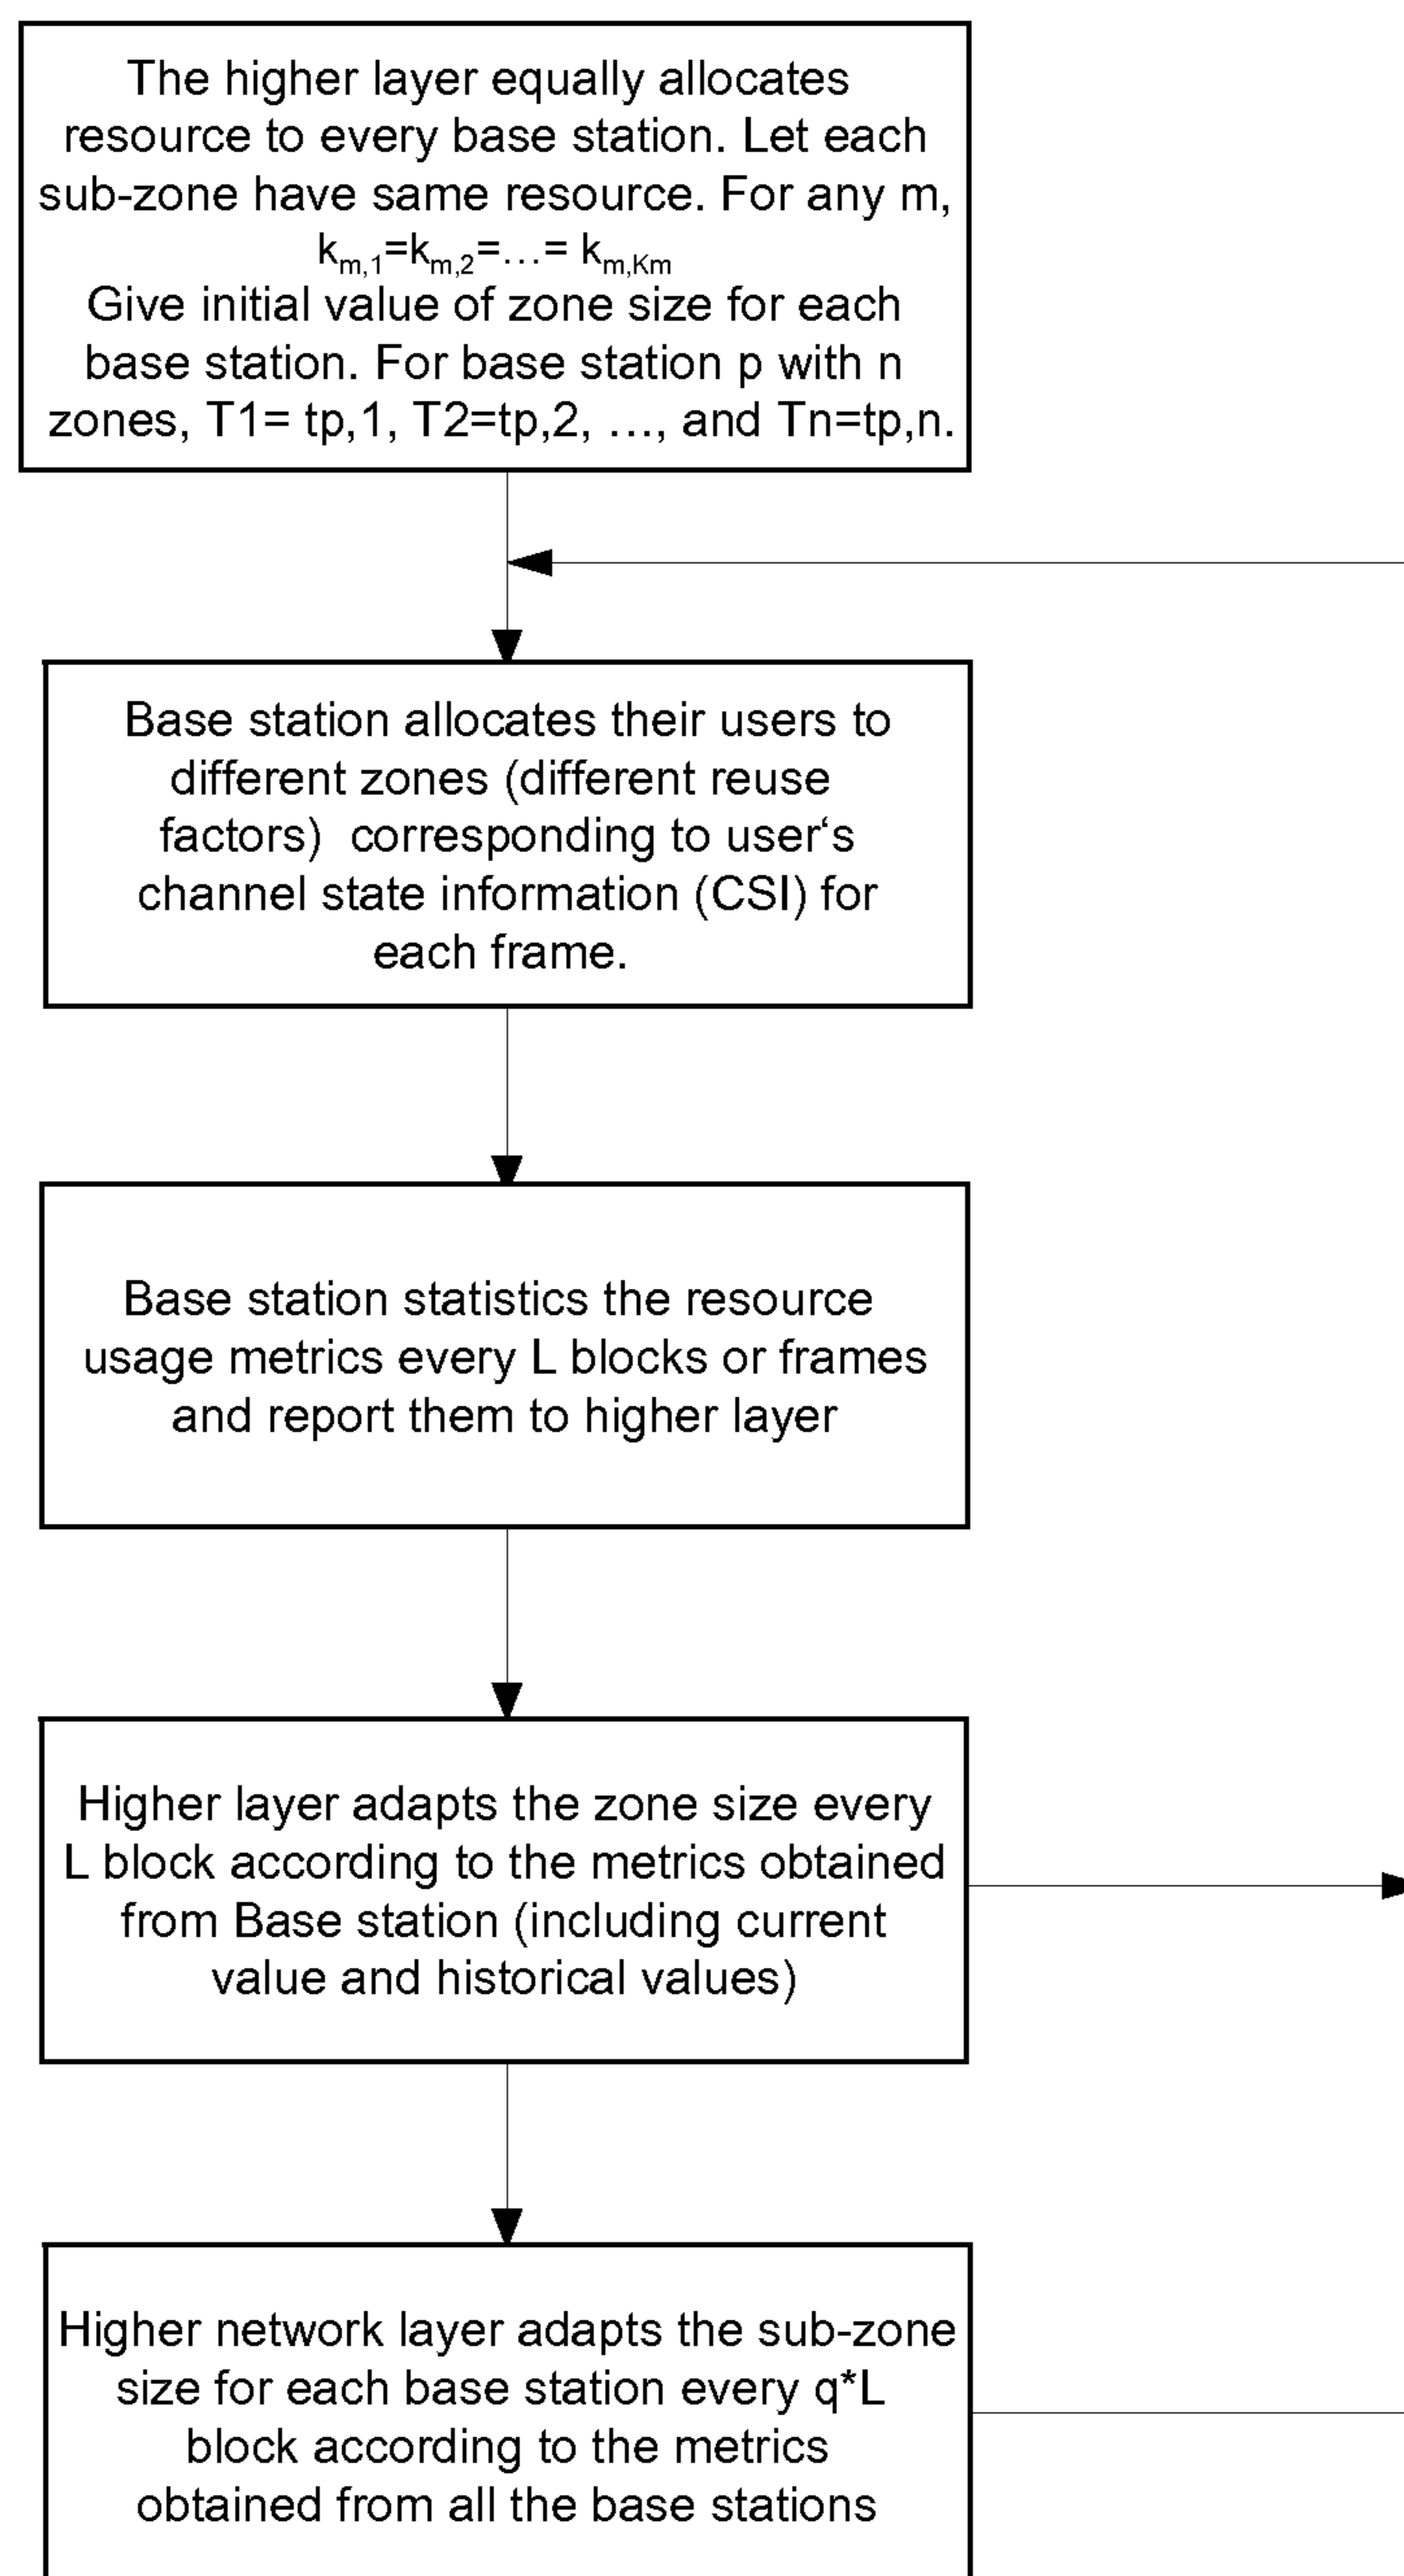 The higher layer equally allocates
resource to every base station. Let each
sub-zone have same resource. For any m,
km,1=km,2=...= km,Km
Give initial value of zone size for each
base station. For base station p with n
zones, T1= tp,1, T2=tp,2, ..., and Tn=tp,n.
Base station allocates their users to
different zones (different reuse
factors)  corresponding to user‘s
channel state information (CSI) for
each frame.
Base station statistics the resource
usage metrics every L blocks or frames
and report them to higher layer
Higher layer adapts the zone size every
L block according to the metrics obtained
from Base station (including current
value and historical values)
Higher network layer adapts the sub-zone
size for each base station every q*L
block according to the metrics
obtained from all the base stations